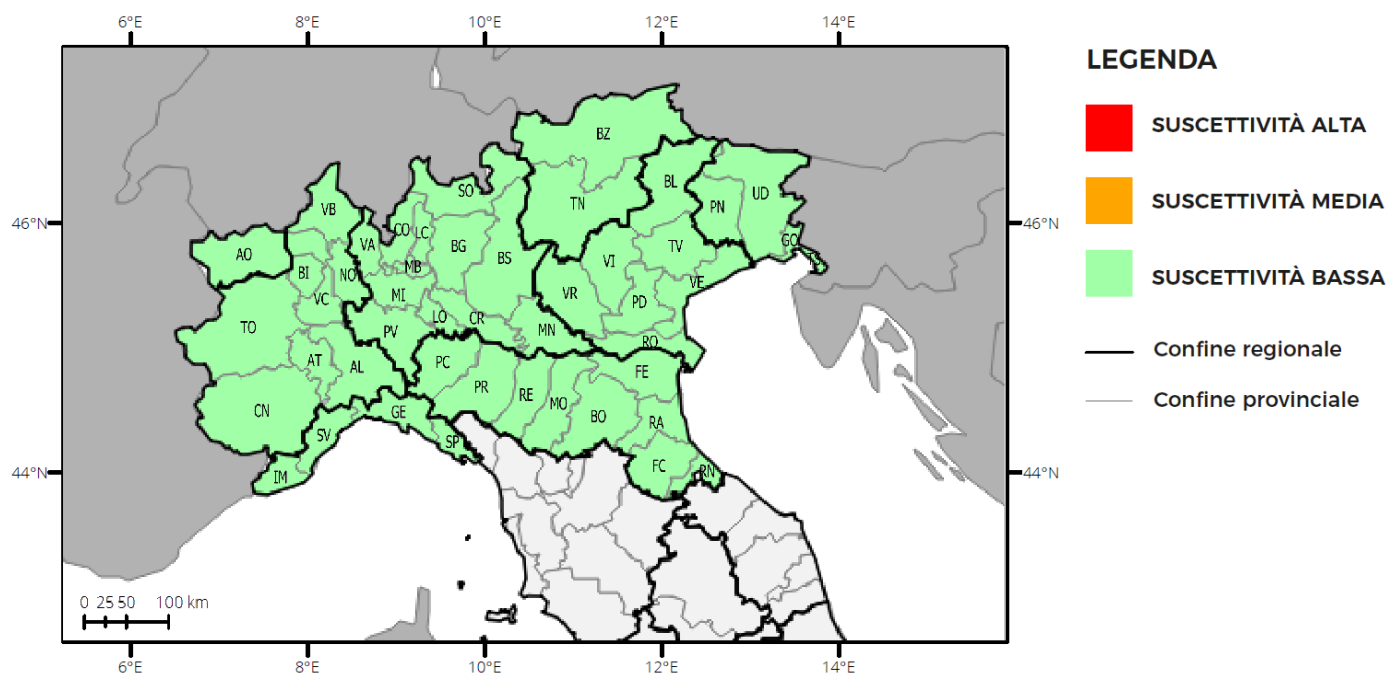 6°E 8°E 10°E 12°E 14°E
LEGENDA
SUSCETTIVITÀ ALTA
SUSCETTIVITÀ MEDIA
SUSCETTIVITÀ BASSA
Confine regionale
Confine provinciale
BZ
SO
BL
UD
VB
TN
PN
46°N
46°N
CO
LC
VA
BG
TV
GO
AO
BS
VI
BI
NO
MB
VE
VC
MI
VR
PD
TO
LO
CR
PV
MN
RO
AT
AL
PC
FE
PR
RE
MO
BO
CN
GE
RA
SV
SP
FC
RN
44°N
44°N
IM
0 25 50 100 km
6°E 8°E 10°E 12°E 14°E